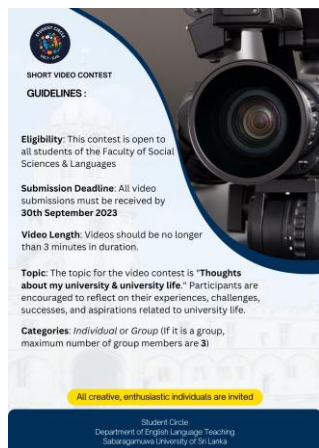 STUDENT CIRCLE
SHORT VIDEO CONTEST
GUIDELINES :
Eligibility: This contest is open to
all students of the Faculty of Social
Sciences & Languages
Submission Deadline: All video
submissions must be received by
30th September 2023
Video Length: Videos should be no longer
than 3 minutes in duration.
Topic: The topic for the video contest is "Thoughts
about my university & university life." Participants are
encouraged to reflect on their experiences, challenges,
successes, and aspirations related to university life.
Categories: Individual or Group (If it is a group,
maximum number of group members are 3)
All creative, enthusiastic individuals are invited
Student Circle
Department of English Language Teaching
Sabaragamuwa University of Sri Lanka